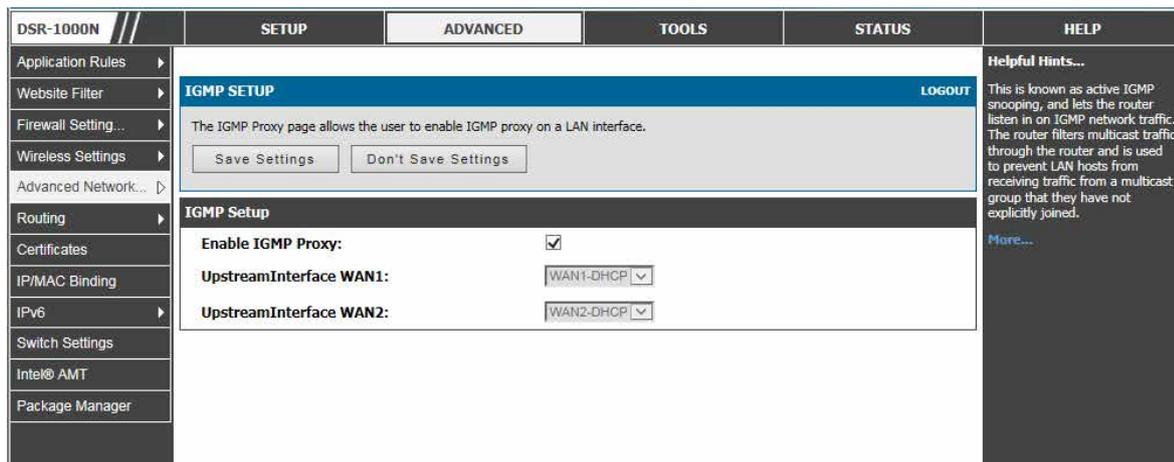 DSR-1000N
SETUP
ADVANCED
TOOLS
STATUS
HELP
Application Rules
Website Filter
Firewall Setting...
Wireless Settings
Advanced Network...
Routing
Certificates
IP/MAC Binding
IPv6
Switch Settings
Intel® AMT
Package Manager
IGMP SETUP
LOGOUT
The IGMP Proxy page allows the user to enable IGMP proxy on a LAN interface.
Save Settings
Don't Save Settings
IGMP Setup
Enable IGMP Proxy:
UpstreamInterface WAN1:
WAN1-DHCP
UpstreamInterface WAN2:
WAN2-DHCP
Helpful Hints...
This is known as active IGMP
snooping, and lets the router
listen in on IGMP network traffic.
The router filters multicast traffic
through the router and is used
to prevent LAN hosts from
receiving traffic from a multicast
group that they have not
explicitly joined.
More...